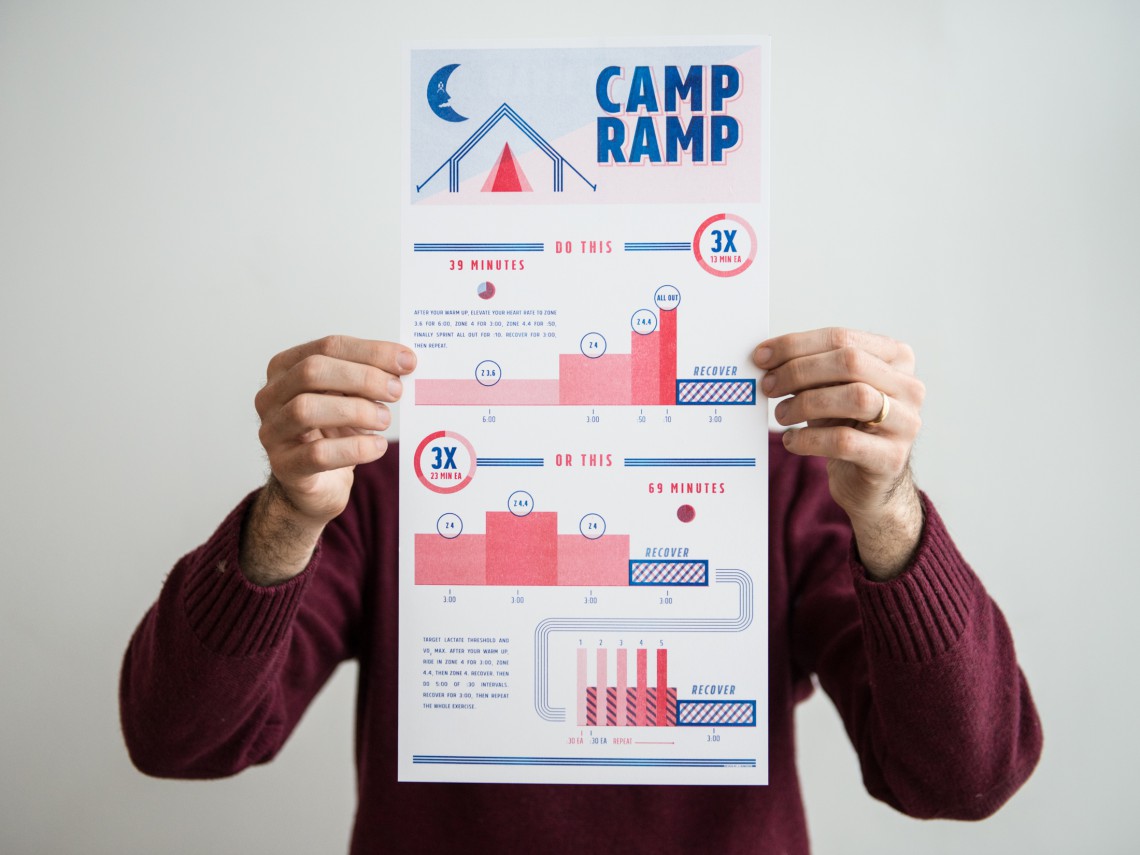 CAMP
RAMP
DO THIS
3X
13 MIN EA
39 MINUTES
AFTER YOUR WARM UP, ELEVATE YOUR HEART RATE TO ZONE
3.6 FOR 6:00, ZONE 4 FOR 3:00, ZONE 4.4 FOR :50,
FINALLY SPRINT ALL OUT FOR :10. RECOVER FOR 3:00,
THEN REPEAT.
Z 3.6
Z 4
Z 4.4
ALL OUT
RECOVER
6:00
3:00
:50
:10
3:00
3X
23 MIN EA
OR THIS
69 MINUTES
Z 4
Z 4.4
Z 4
RECOVER
3:00
3:00
3:00
3:00
TARGET LACTATE THRESHOLD AND
VO2 MAX. AFTER YOUR WARM UP,
RIDE IN ZONE 4 FOR 3:00, ZONE
4.4, THEN ZONE 4. RECOVER. THEN
DO 5:00 OF :30 INTERVALS.
RECOVER FOR 3:00, THEN REPEAT
THE WHOLE EXERCISE.
1 2 3 4 5
RECOVER
:30 EA :30 EA REPEAT
3:00